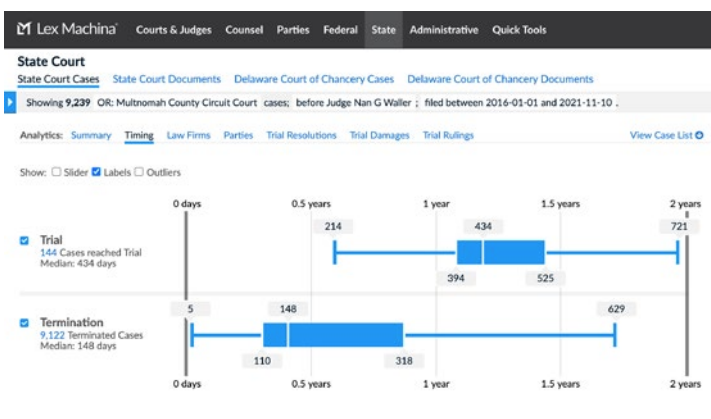 Lex Machina Courts & Judges Counsel Parties Federal State Administrative Quick Tools
State Court
State Court Cases State Court Documents Delaware Court of Chancery Cases Delaware Court of Chancery Documents
Showing 9,239 OR: Multnomah County Circuit Court cases; before Judge Nan G Waller ; filed between 2016-01-01 and 2021-11-10 .
Analytics: Summary Timing Law Firms Parties Trial Resolutions Trial Damages Trial Rulings View Case List
Show: Slider Labels Outliers
0 days 0.5 years 1 year 1.5 years 2 years
214 434 721
Trial
144 Cases reached Trial
Median: 434 days
394 525
5 148 629
Termination
9,122 Terminated Cases
Median: 148 days
110 318
0 days 0.5 years 1 year 1.5 years 2 years